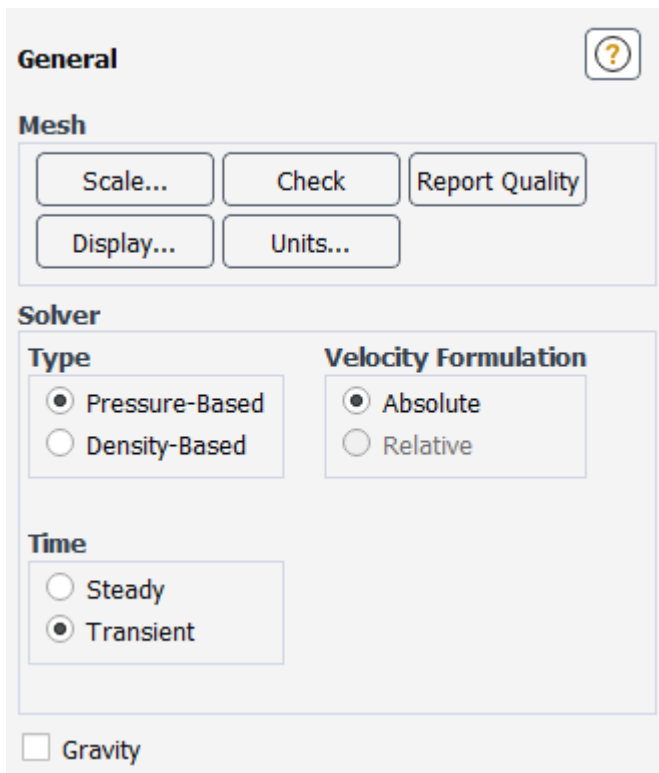 General
?
Mesh
Scale... Check Report Quality
Display... Units...
Solver
Type Velocity Formulation
Pressure-Based Absolute
Density-Based Relative
Time
Steady
Transient
Gravity